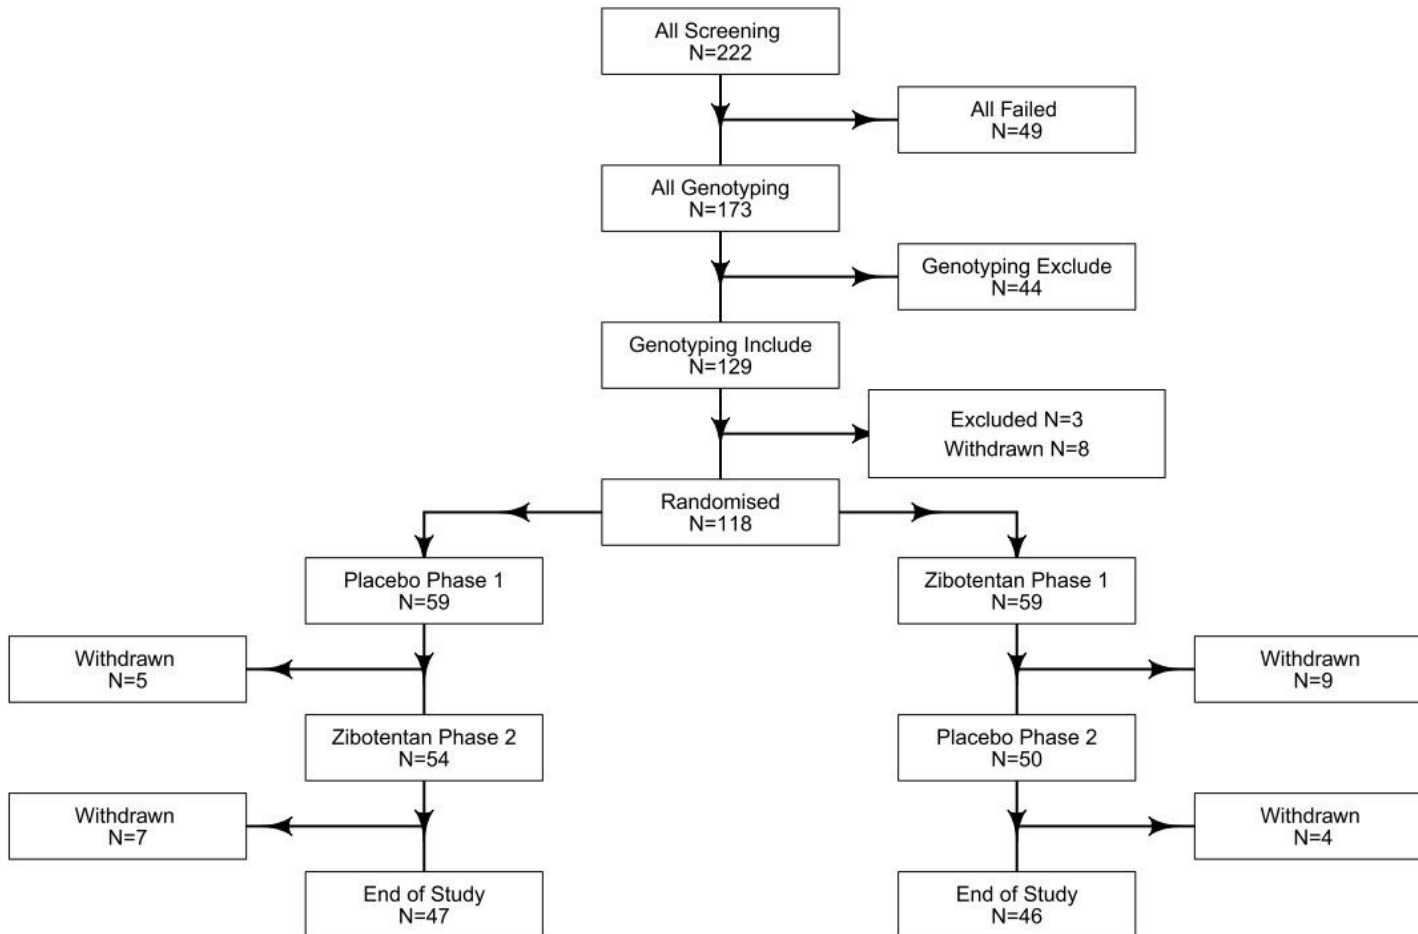 All Screening
N=222
All Failed
N=49
All Genotyping
N=173
Genotyping Exclude
N=44
Genotyping Include
N=129
Excluded N=3
Withdrawn N=8
Randomised
N=118
Placebo Phase 1
N=59
Zibotentan Phase 1
N=59
Withdrawn
N=5
Withdrawn
N=9
Zibotentan Phase 2
N=54
Placebo Phase 2
N=50
Withdrawn
N=7
Withdrawn
N=4
End of Study
N=47
End of Study
N=46